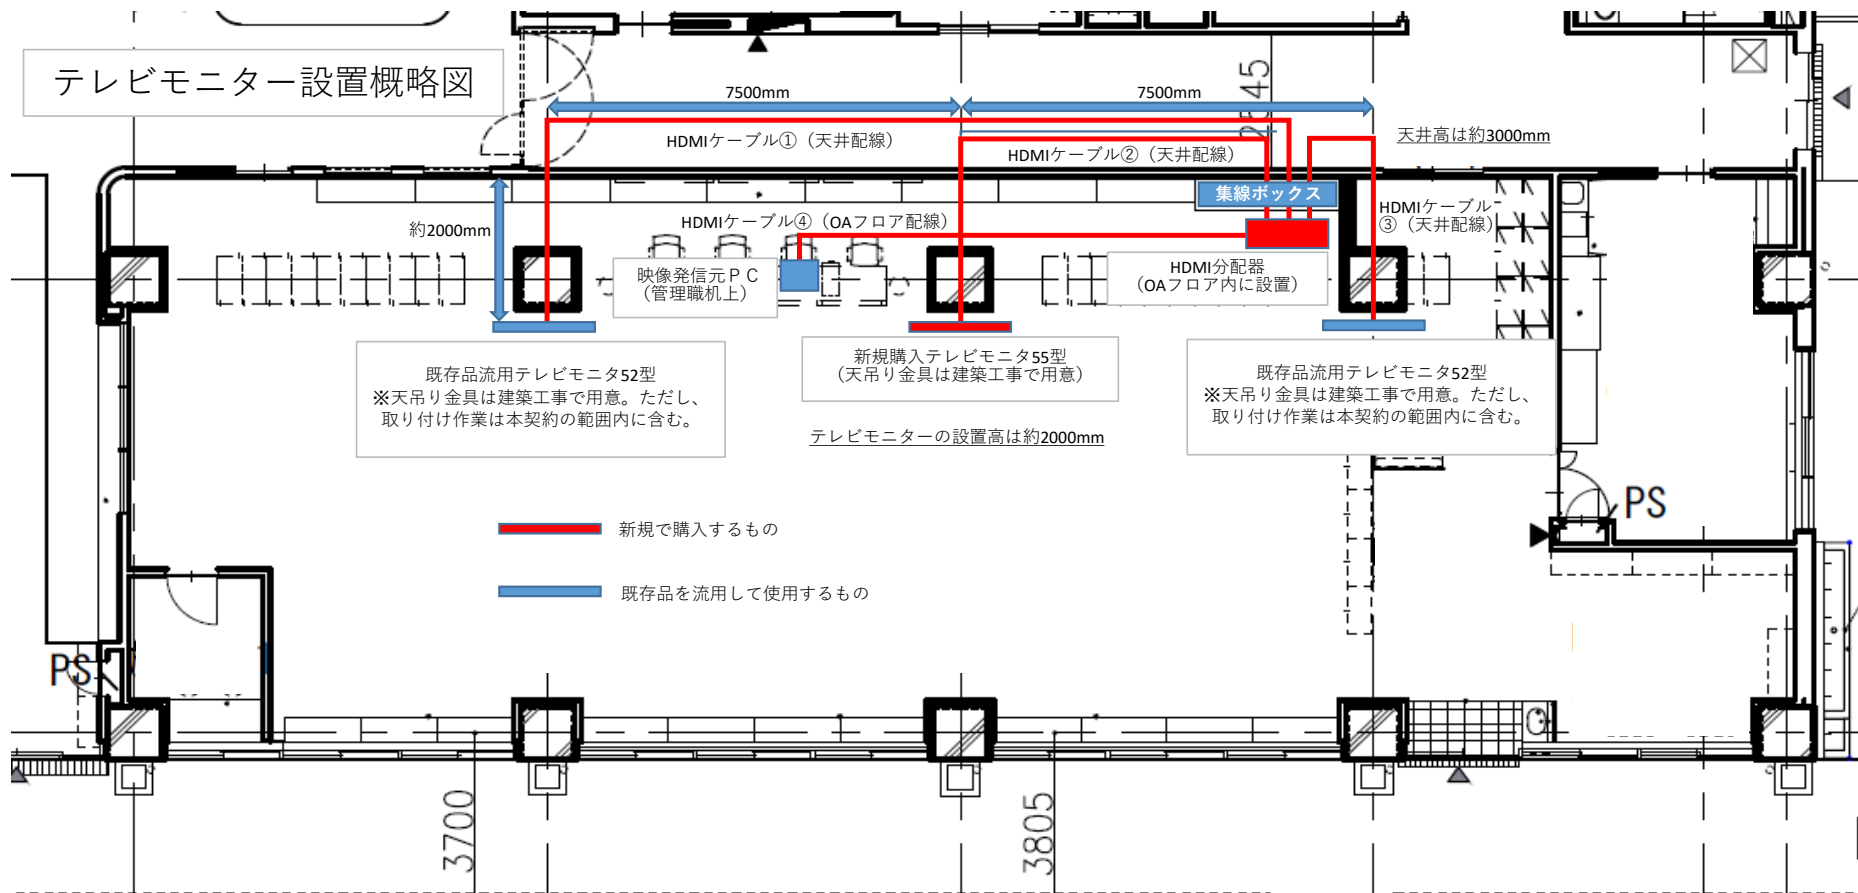 テレビモニター設置概略図
7500mm
7500mm
2545
天井高は約3000mm
HDMIケーブル①（天井配線）
HDMIケーブル②（天井配線）
集線ボックス
HDMIケーブル
③（天井配線）
約2000mm
HDMIケーブル④（OAフロア配線）
映像発信元ＰＣ
（管理職机上）
HDMI分配器
（OAフロア内に設置）
既存品流用テレビモニタ52型
※天吊り金具は建築工事で用意。ただし、
取り付け作業は本契約の範囲内に含む。
新規購入テレビモニタ55型
（天吊り金具は建築工事で用意）
既存品流用テレビモニタ52型
※天吊り金具は建築工事で用意。ただし、
取り付け作業は本契約の範囲内に含む。
テレビモニターの設置高は約2000mm
PS
新規で購入するもの
既存品を流用して使用するもの
PS
3700
3805